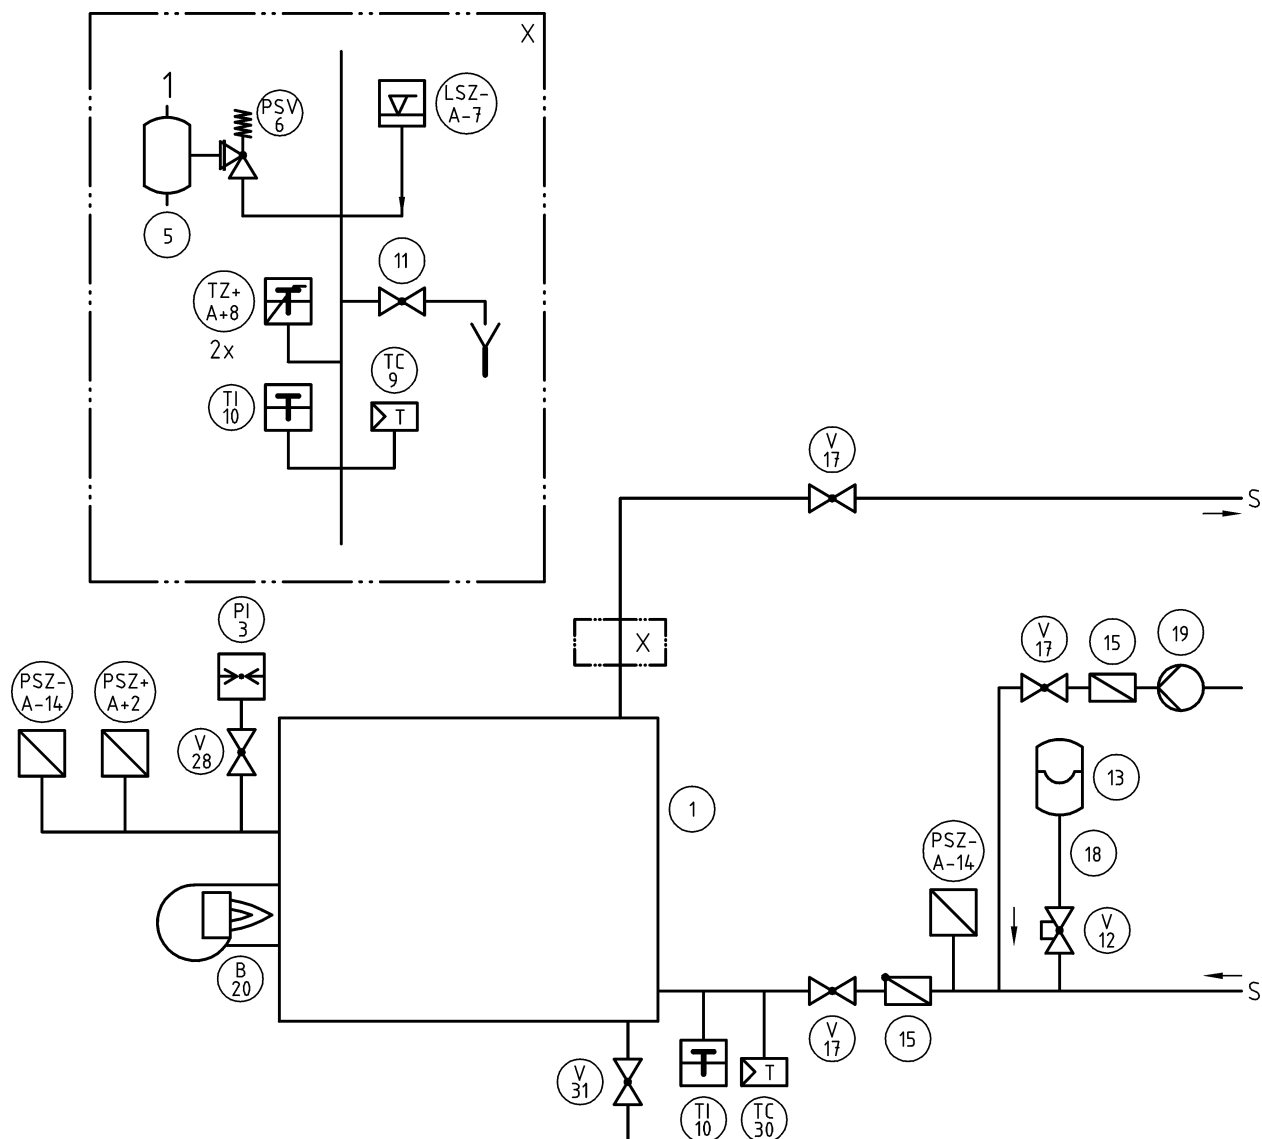 X
1
PSV
6
LSZ-
A-7
5
11
TZ+
A+8
2x
TC
9
TI
10
T
V
17
S
PI
3
X
V
17
15
19
PSZ-
A-14
PSZ+
A+2
V
28
13
1
PSZ-
A-14
18
V
12
B
20
S
V
17
15
V
31
T
TI
10
TC
30